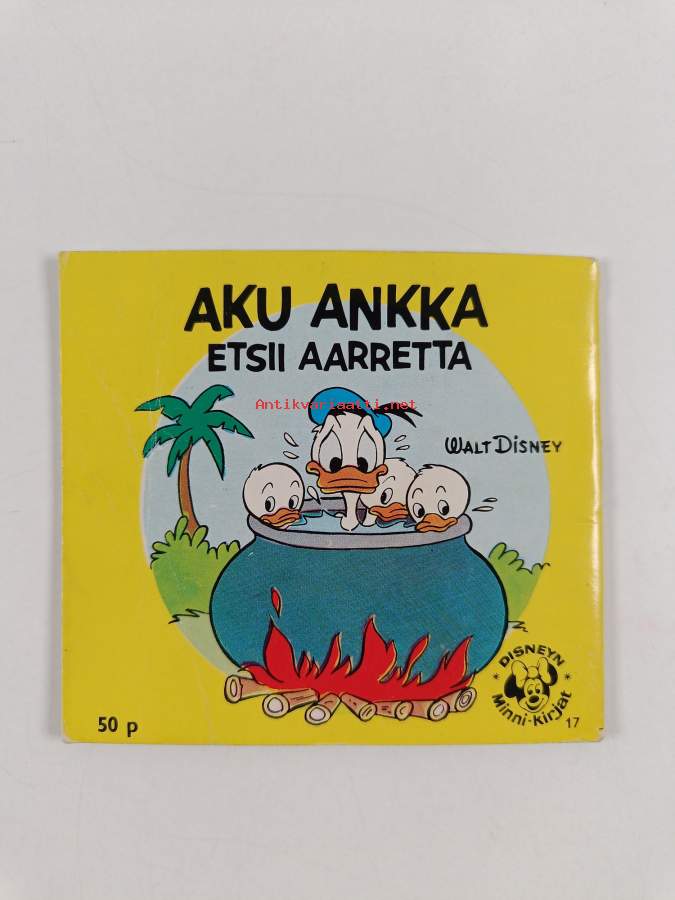 AKU ANKKA
ETSII AARRETTA
Antikvariaatti.net
WALT DISNEY
DISNEYN
Minni-Kirjat
17
50 p